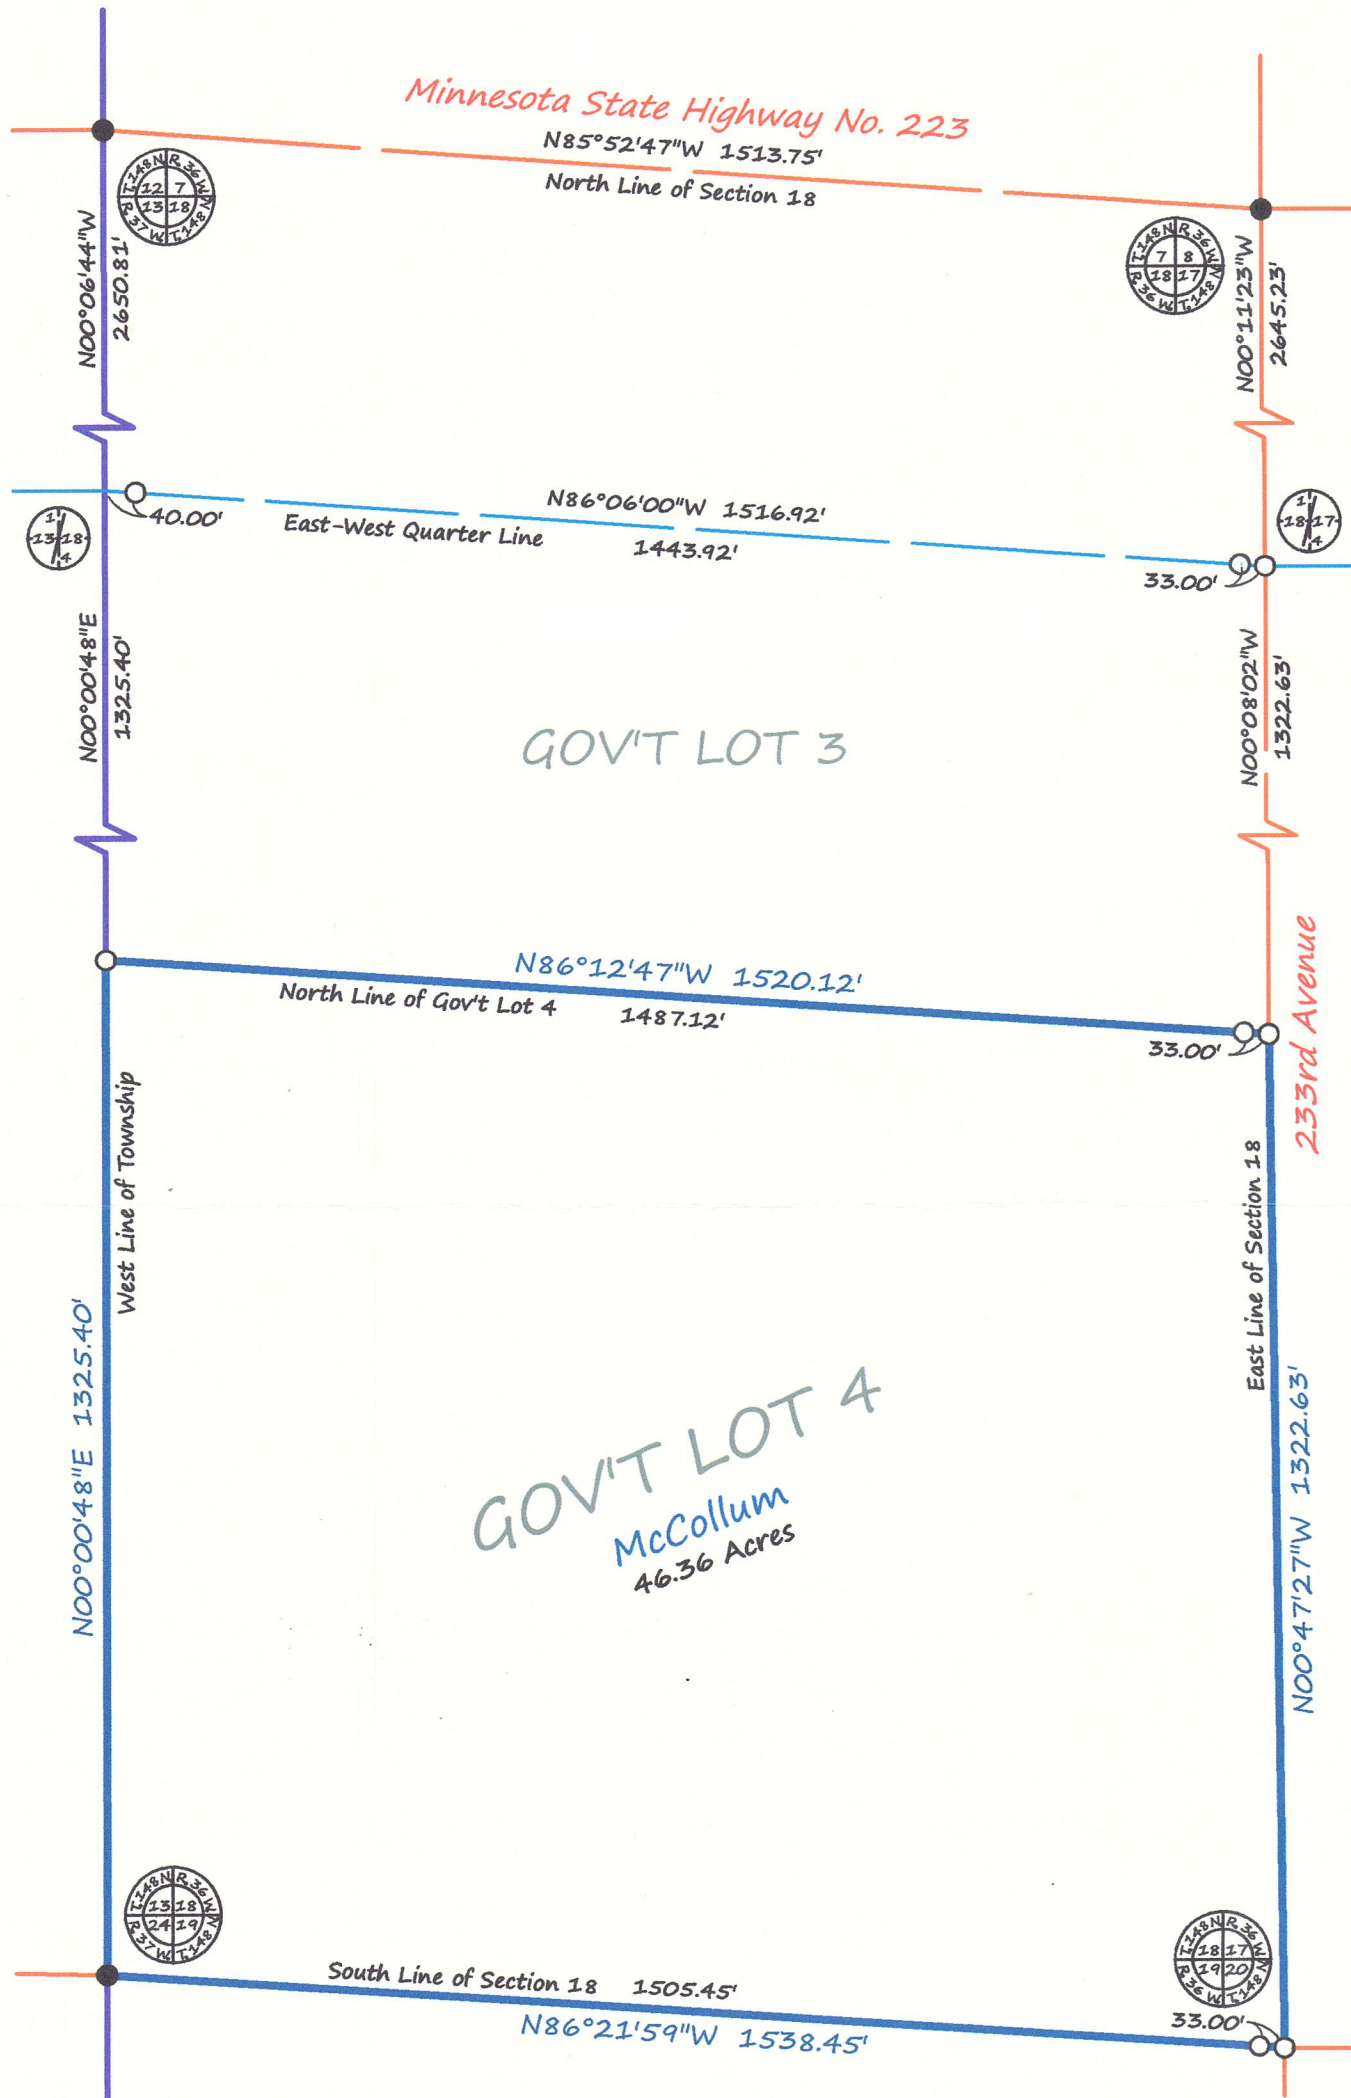 Minnesota State Highway No. 223
N85°52'47"W 1513.75'
North Line of Section 18
T.148N R.36W
12 7
13 18
R.37W. T.148N
T.148N R.36W
7 8
18 17
R.36W. T.148N
N00°06'44"W
2650.81'
N00°11'23"W
2645.23'
N86°06'00"W 1516.92'
East-West Quarter Line
1443.92'
40.00'
33.00'
1
13 18
4
1
18 17
4
N00°00'48"E
1325.40'
N00°08'02"W
1322.63'
GOV'T LOT 3
N86°12'47"W 1520.12'
North Line of Gov't Lot 4
1487.12'
33.00'
233rd Avenue
West Line of Township
East Line of Section 18
N00°00'48"E 1325.40'
N00°47'27"W 1322.63'
GOV'T LOT 4
McCollum
46.36 Acres
T.148N R.36W
13 18
24 19
R.37W. T.148N
T.148N R.36W
18 17
19 20
R.36W. T.148N
South Line of Section 18 1505.45'
33.00'
N86°21'59"W 1538.45'